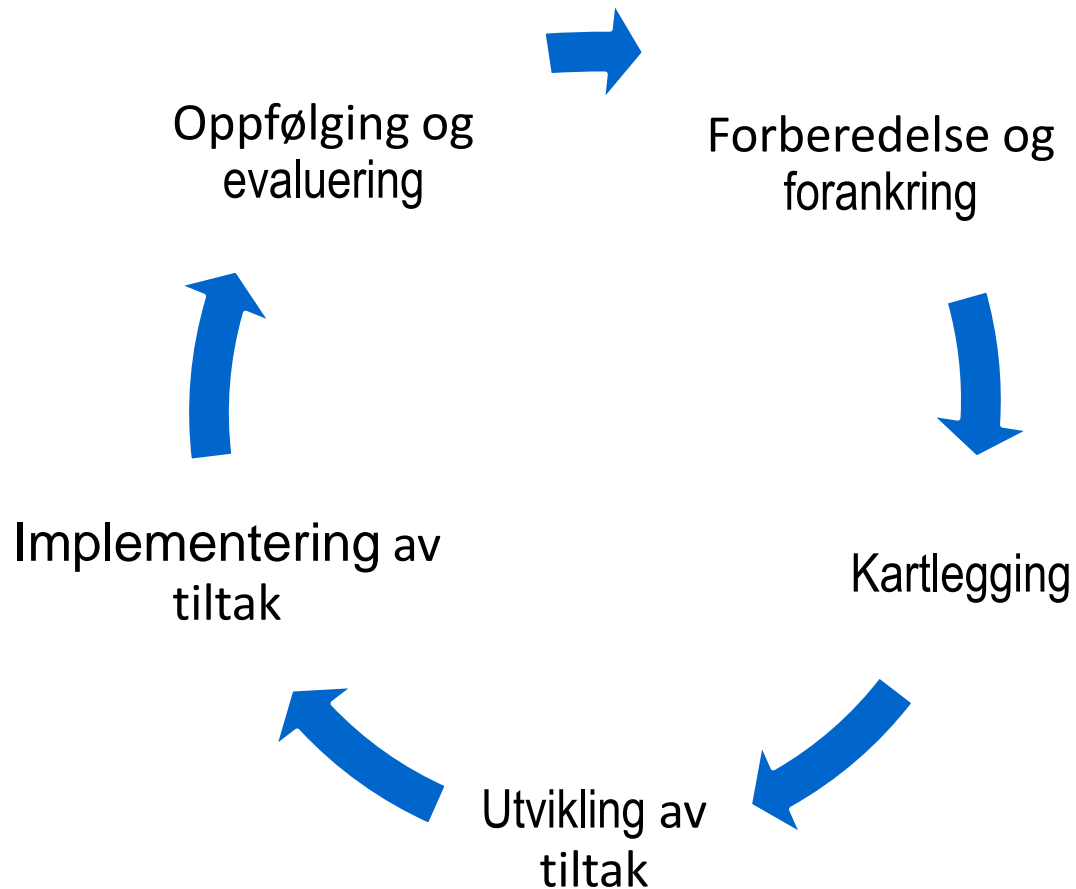 Oppfølging og
evaluering
Forberedelse og
forankring
Kartlegging
Utvikling av
tiltak
Implementering av
tiltak